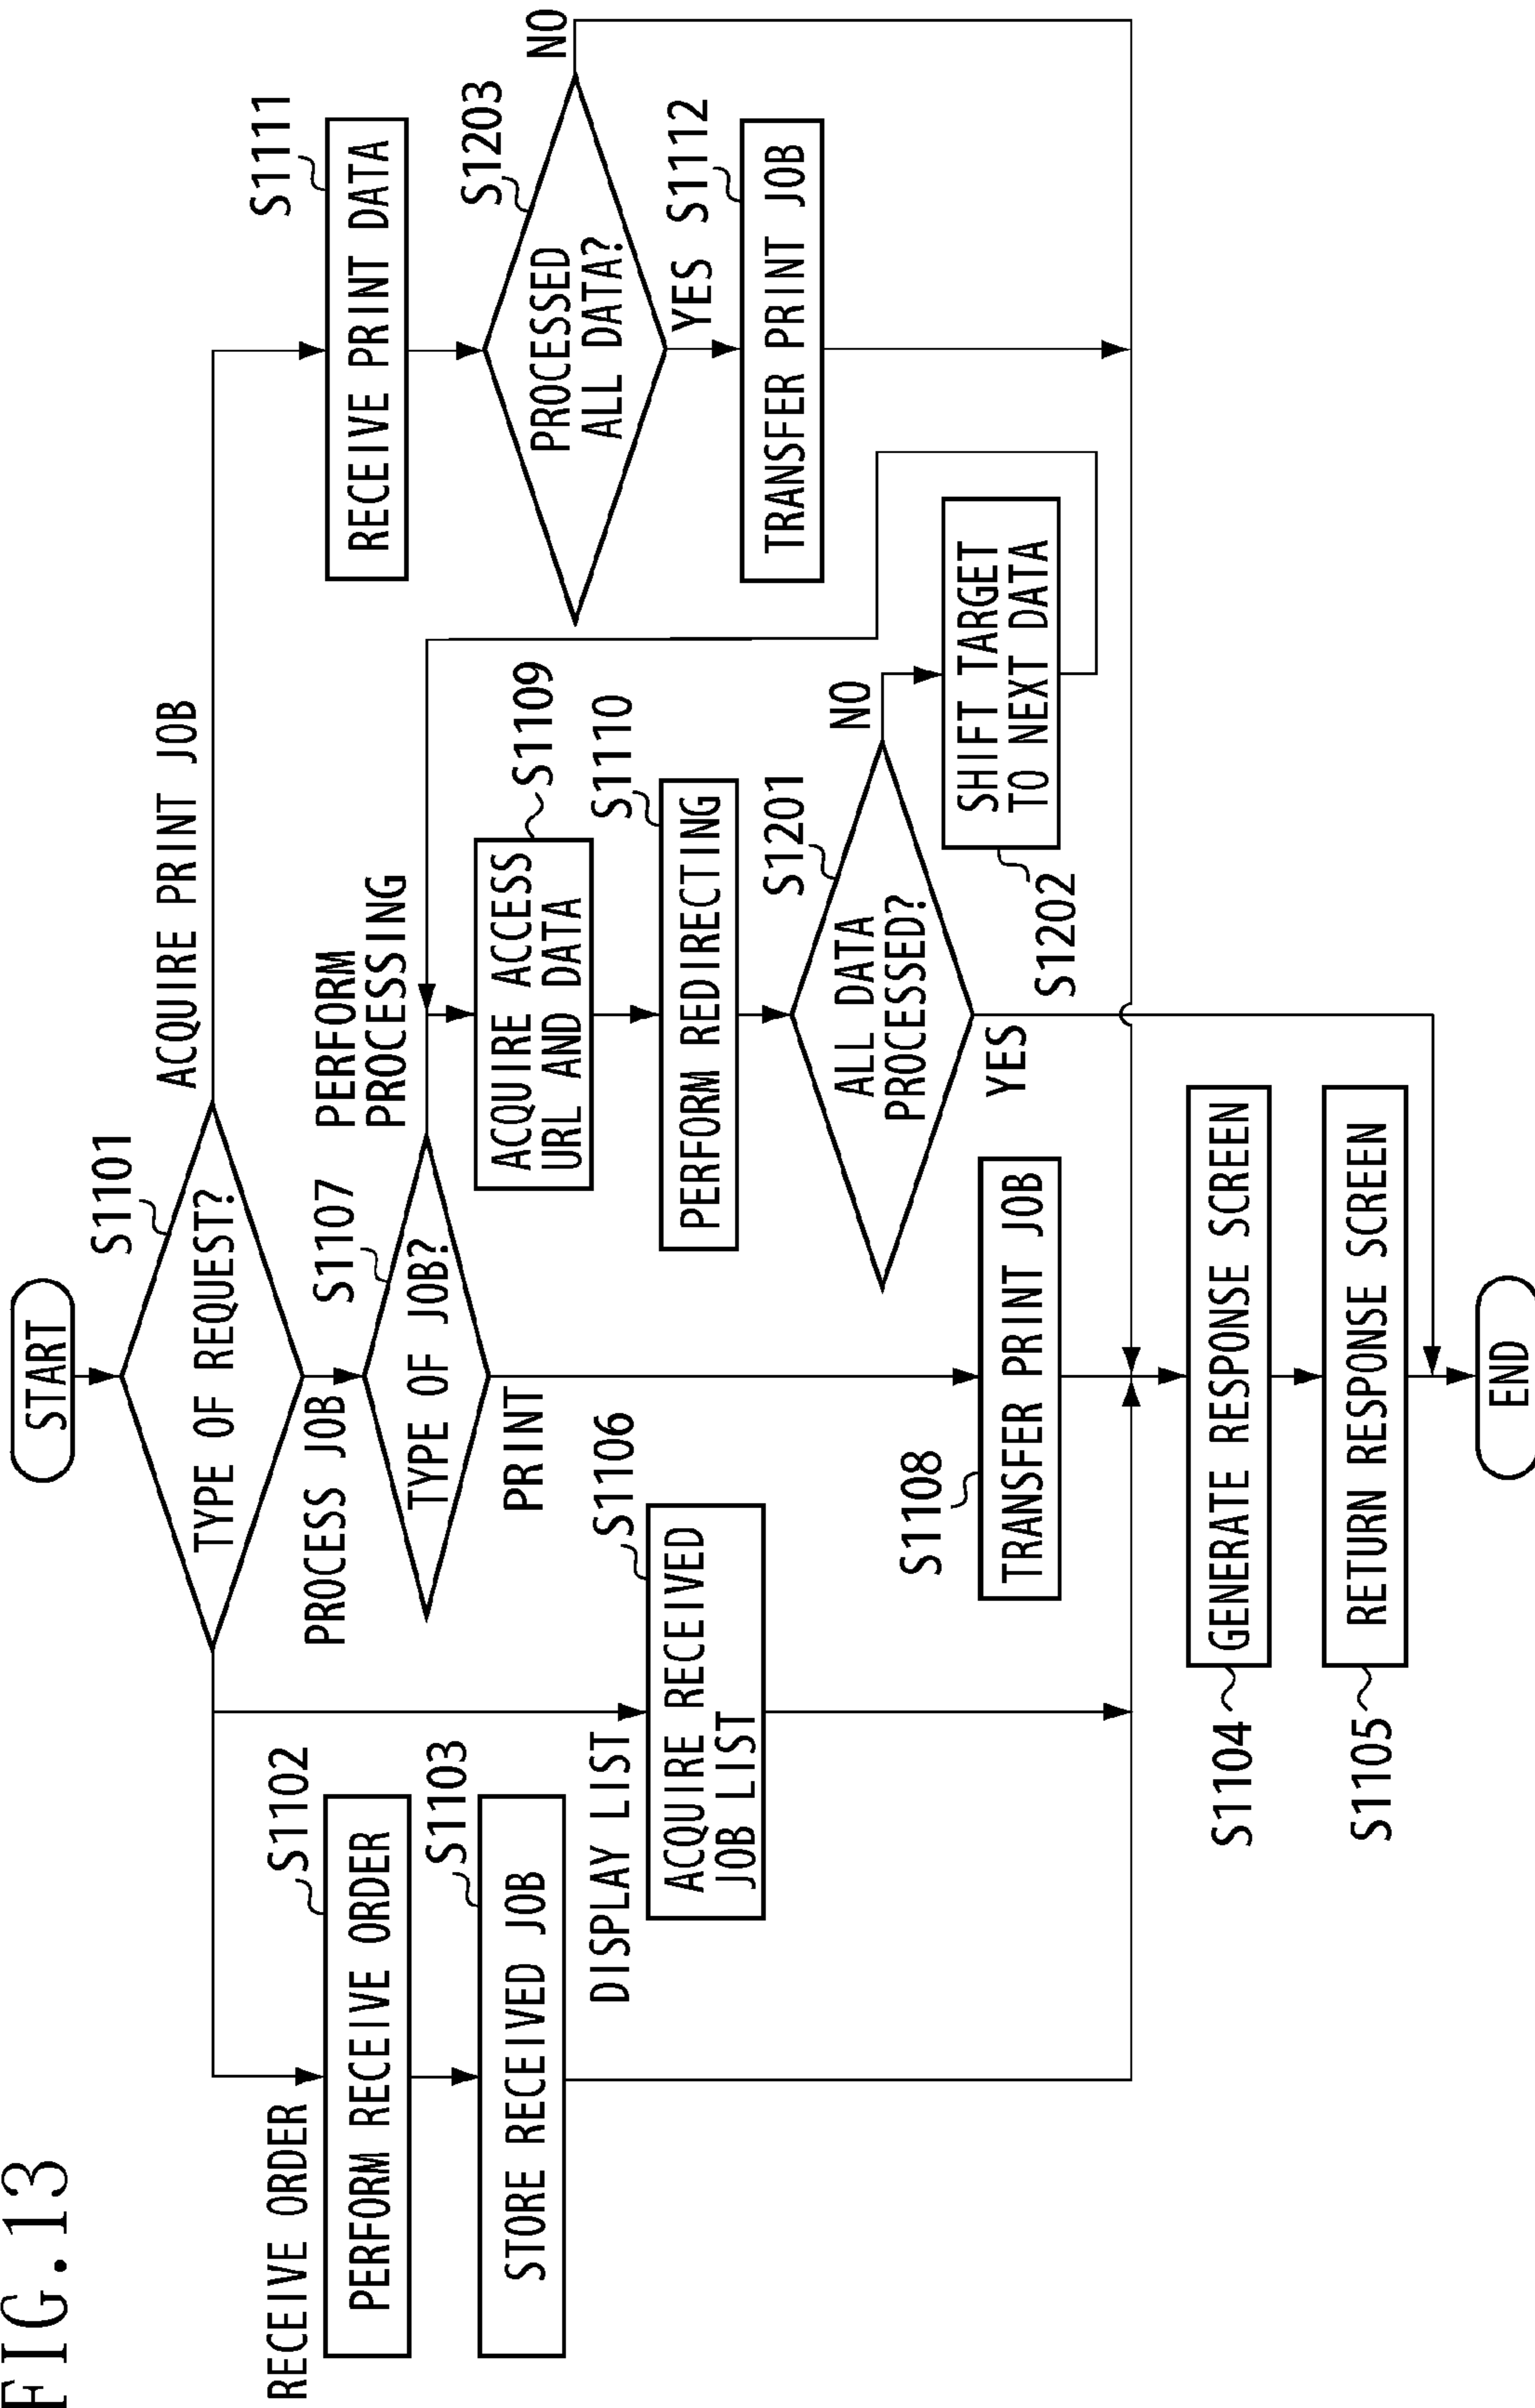 FIG.13
START
S1101
TYPE OF REQUEST?
ACQUIRE PRINT JOB
RECEIVE ORDER
S1102
PERFORM RECEIVE ORDER
S1103
STORE RECEIVED JOB
DISPLAY LIST
S1106
ACQUIRE RECEIVED
JOB LIST
PROCESS JOB
S1107
TYPE OF JOB?
PRINT
PERFORM
PROCESSING
S1109
ACQUIRE ACCESS
URL AND DATA
S1110
PERFORM REDIRECTING
S1201
ALL DATA
PROCESSED?
NO
YES
SHIFT TARGET
TO NEXT DATA
S1202
S1111
RECEIVE PRINT DATA
S1203
PROCESSED
ALL DATA?
NO
YES
S1112
TRANSFER PRINT JOB
S1108
TRANSFER PRINT JOB
S1104
GENERATE RESPONSE SCREEN
S1105
RETURN RESPONSE SCREEN
END